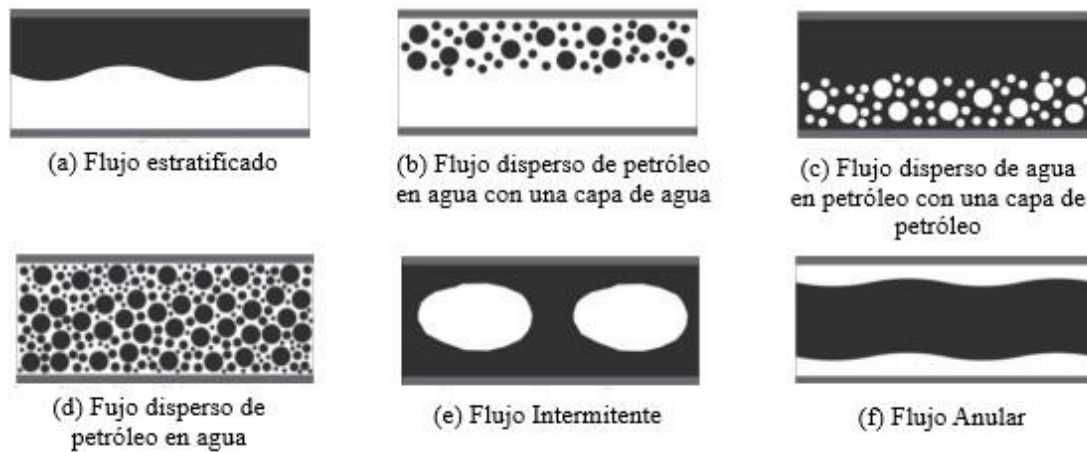 (a) Flujo estratificado
(b) Flujo disperso de petróleo
en agua con una capa de agua
(c) Flujo disperso de agua
en petróleo con una capa de
petróleo
(d) Fujo disperso de
petróleo en agua
(e) Flujo Intermitente
(f) Flujo Anular